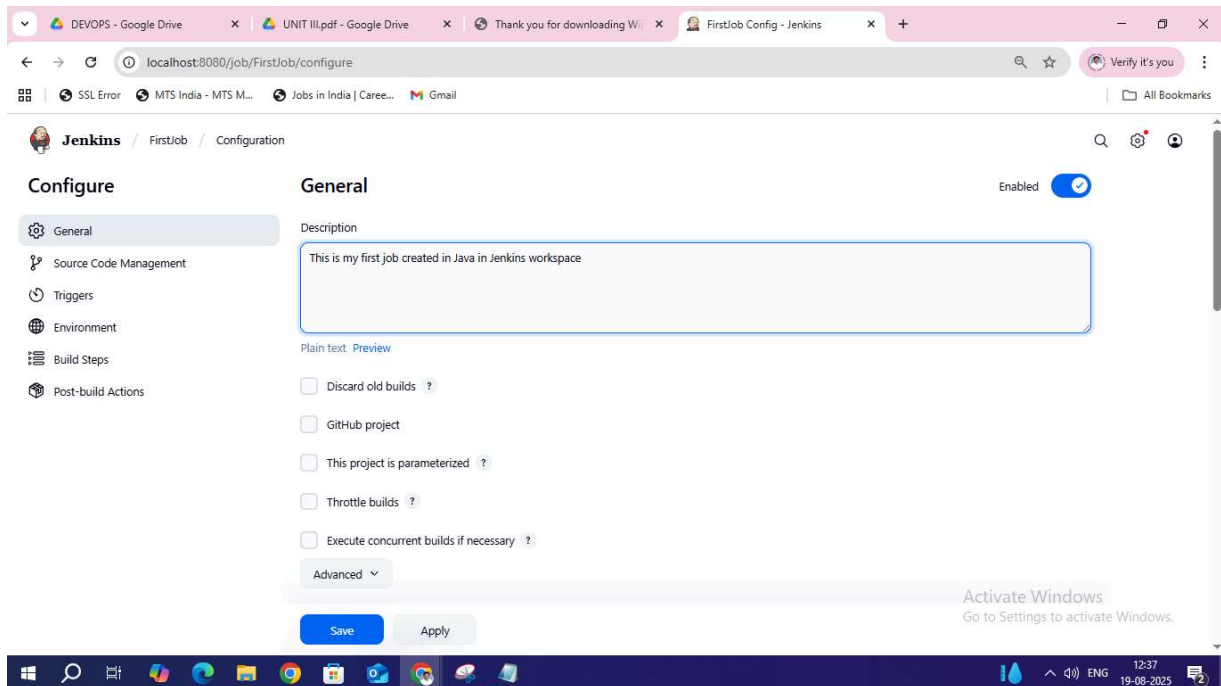 DEVOPS - Google Drive
UNIT III.pdf - Google Drive
Thank you for downloading Wi
FirstJob Config - Jenkins
localhost:8080/job/FirstJob/configure
Verify it's you
SSL Error
MTS India - MTS M...
Jobs in India | Caree...
Gmail
All Bookmarks
Jenkins / FirstJob / Configuration
Configure
General
Enabled
General
Source Code Management
Triggers
Environment
Build Steps
Post-build Actions
Description
This is my first job created in Java in Jenkins workspace
Plain text Preview
Discard old builds ?
GitHub project
This project is parameterized ?
Throttle builds ?
Execute concurrent builds if necessary ?
Advanced
Save
Apply
Activate Windows
Go to Settings to activate Windows.
ENG
12:37
19-08-2025
2